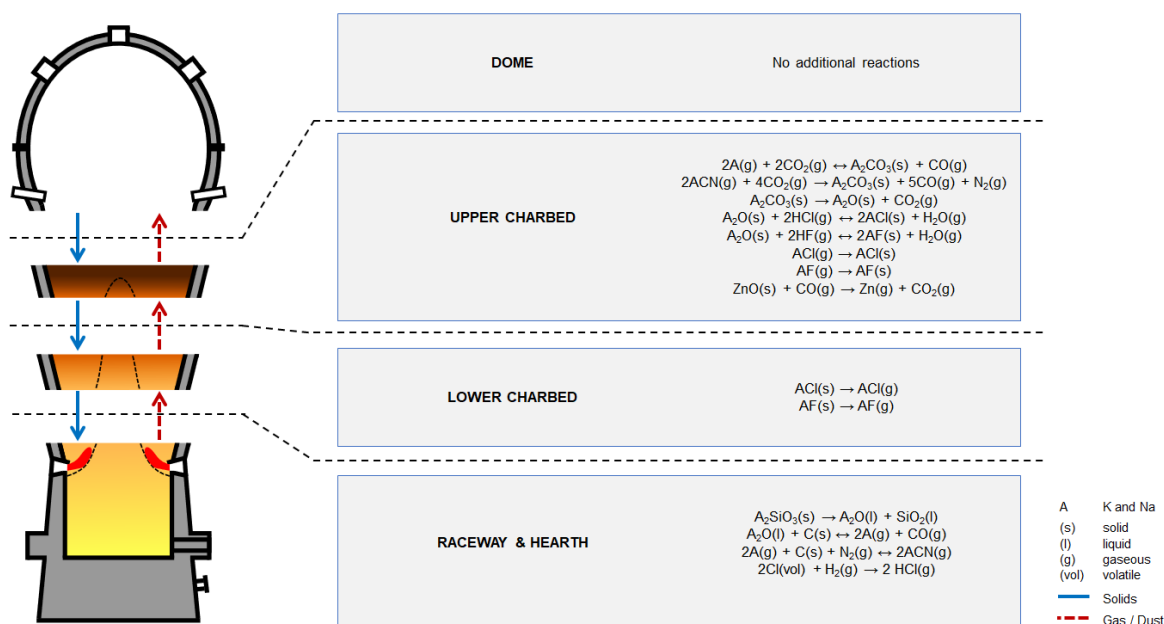 DOME
No additional reactions
UPPER CHARBED
2A(g) + 2CO₂(g) ↔ A₂CO₃(s) + CO(g)
2ACN(g) + 4CO₂(g) → A₂CO₃(s) + 5CO(g) + N₂(g)
A₂CO₃(s) → A₂O(s) + CO₂(g)
A₂O(s) + 2HCl(g) ↔ 2ACl(s) + H₂O(g)
A₂O(s) + 2HF(g) ↔ 2AF(s) + H₂O(g)
ACl(g) → ACl(s)
AF(g) → AF(s)
ZnO(s) + CO(g) → Zn(g) + CO₂(g)
LOWER CHARBED
ACl(s) → ACl(g)
AF(s) → AF(g)
RACEWAY & HEARTH
A₂SiO₃(s) → A₂O(l) + SiO₂(l)
A₂O(l) + C(s) ↔ 2A(g) + CO(g)
2A(g) + C(s) + N₂(g) ↔ 2ACN(g)
2Cl(vol) + H₂(g) → 2 HCl(g)
A K and Na
(s) solid
(l) liquid
(g) gaseous
(vol) volatile
Solids
Gas / Dust